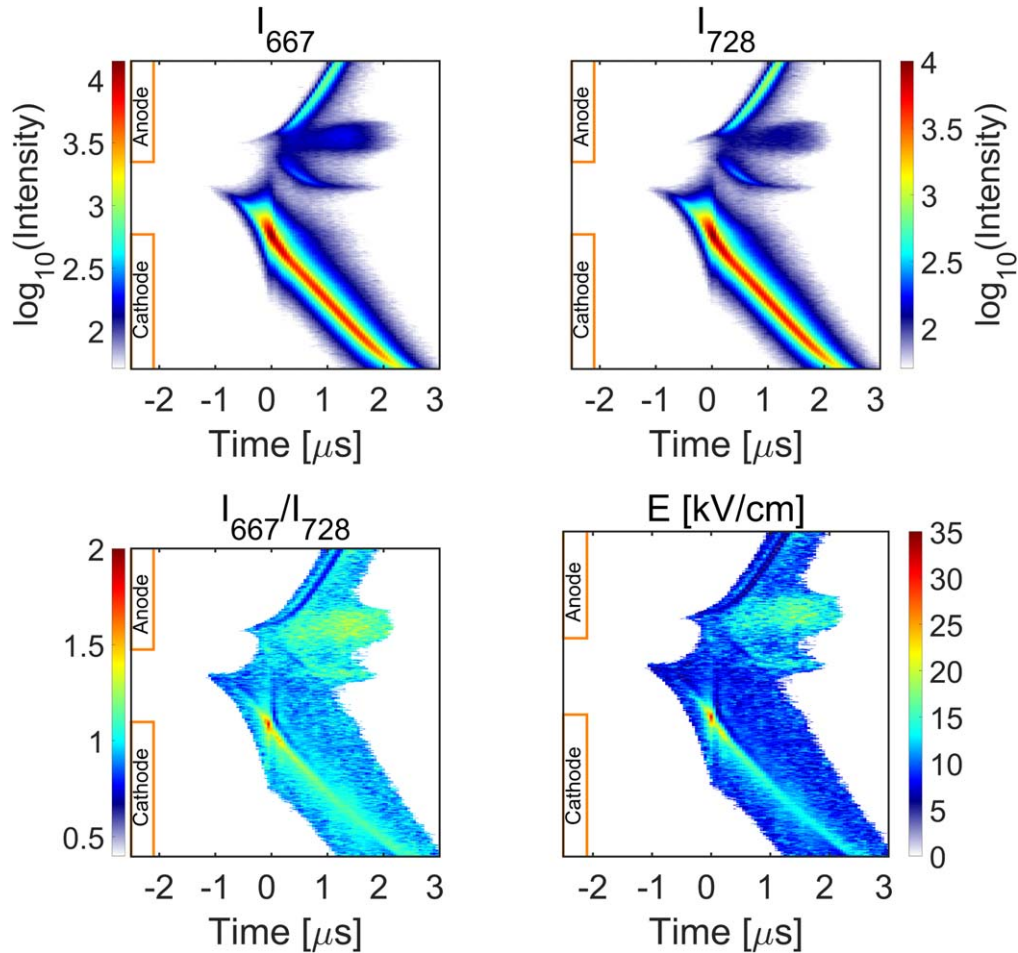 I667
I728
log10(Intensity)
4
3.5
3
2.5
2
Anode
Cathode
-2 -1 0 1 2 3
Time [μs]
Anode
Cathode
-2 -1 0 1 2 3
Time [μs]
4
3.5
3
2.5
2
log10(Intensity)
I667/I728
E [kV/cm]
2
1.5
1
0.5
Anode
Cathode
-2 -1 0 1 2 3
Time [μs]
Anode
Cathode
-2 -1 0 1 2 3
Time [μs]
35
30
25
20
15
10
5
0